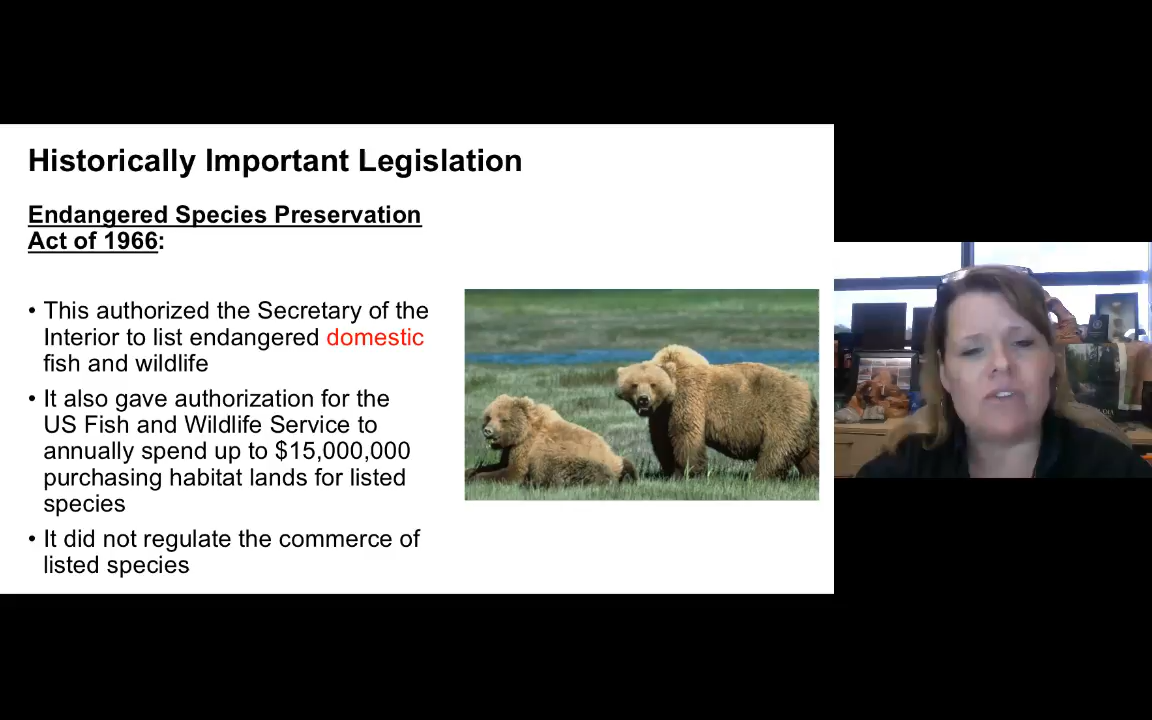 Historically Important Legislation
Endangered Species Preservation
Act of 1966:
• This authorized the Secretary of the
Interior to list endangered domestic
fish and wildlife
• It also gave authorization for the
US Fish and Wildlife Service to
annually spend up to $15,000,000
purchasing habitat lands for listed
species
• It did not regulate the commerce of
listed species